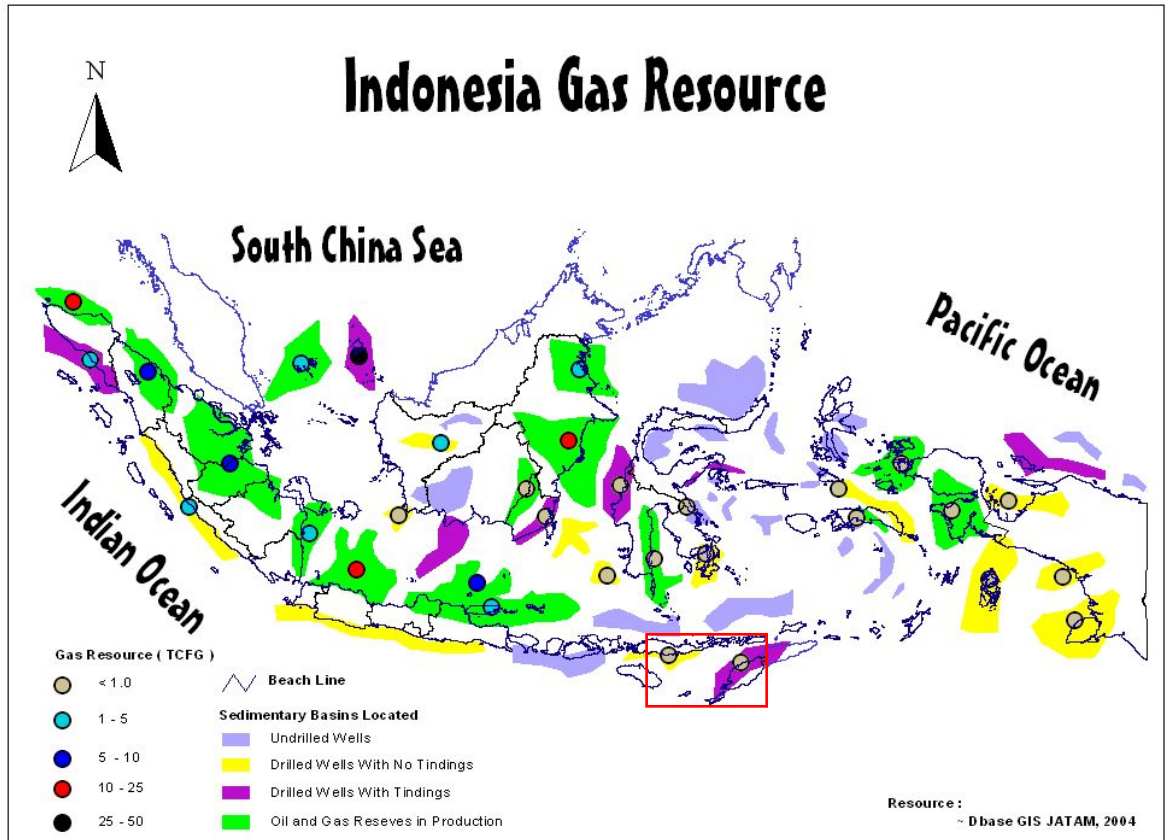 Indonesia Gas Resource
N
South China Sea
Pacific Ocean
Indian Ocean
Gas Resource ( TCFG )
< 1.0
1 - 5
5 - 10
10 - 25
25 - 50
Beach Line
Sedimentary Basins Located
Undrilled Wells
Drilled Wells With No Tindings
Drilled Wells With Tindings
Oil and Gas Reseves in Production
Resource :
~ Dbase GIS JATAM, 2004